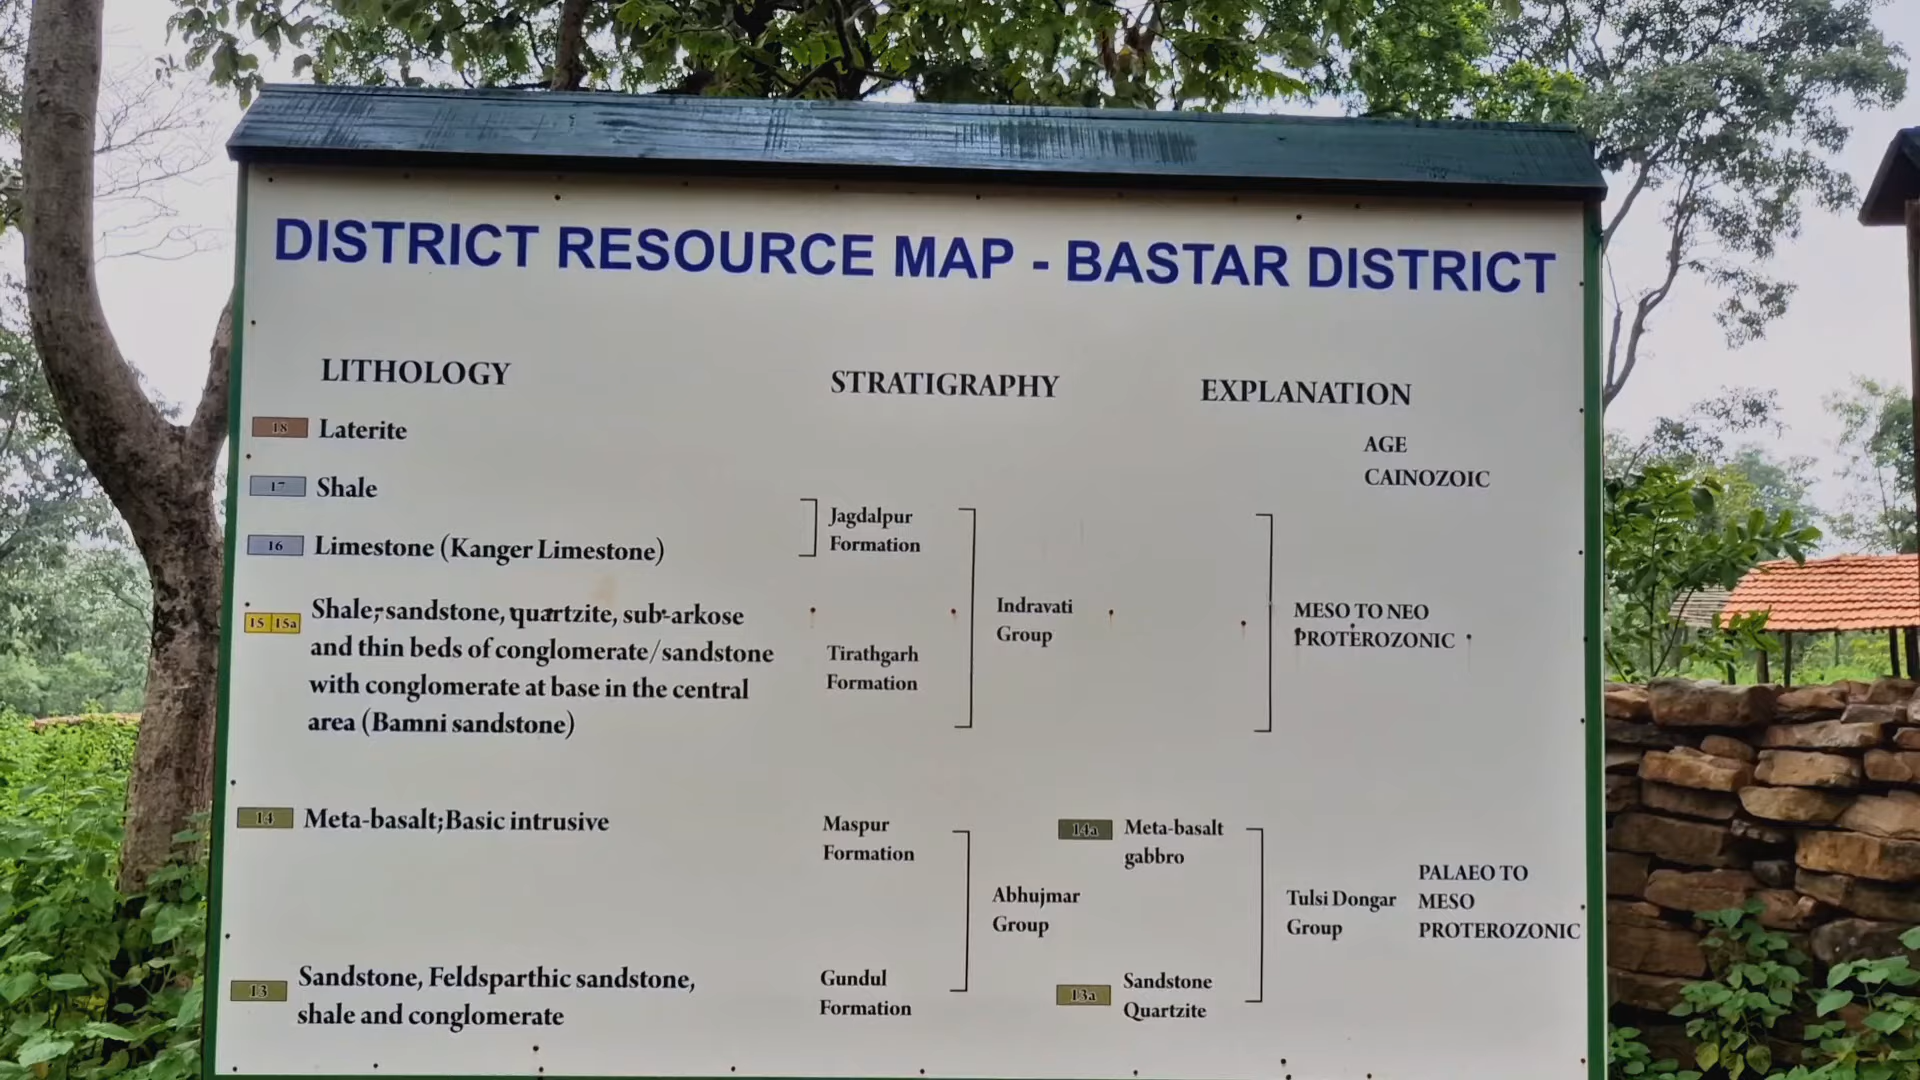 DISTRICT RESOURCE MAP - BASTAR DISTRICT
LITHOLOGY
STRATIGRAPHY
EXPLANATION
18 Laterite
AGE
CAINOZOIC
17 Shale
16 Limestone (Kanger Limestone)
Jagdalpur
Formation
15 15a Shale, sandstone, quartzite, sub-arkose
and thin beds of conglomerate/sandstone
with conglomerate at base in the central
area (Bamni sandstone)
Tirathgarh
Formation
Indravati
Group
MESO TO NEO
PROTEROZONIC
14 Meta-basalt;Basic intrusive
Maspur
Formation
14a Meta-basalt
gabbro
Abhujmar
Group
Tulsi Dongar
Group
PALAEO TO
MESO
PROTEROZONIC
13 Sandstone, Feldsparthic sandstone,
shale and conglomerate
Gundul
Formation
13a Sandstone
Quartzite